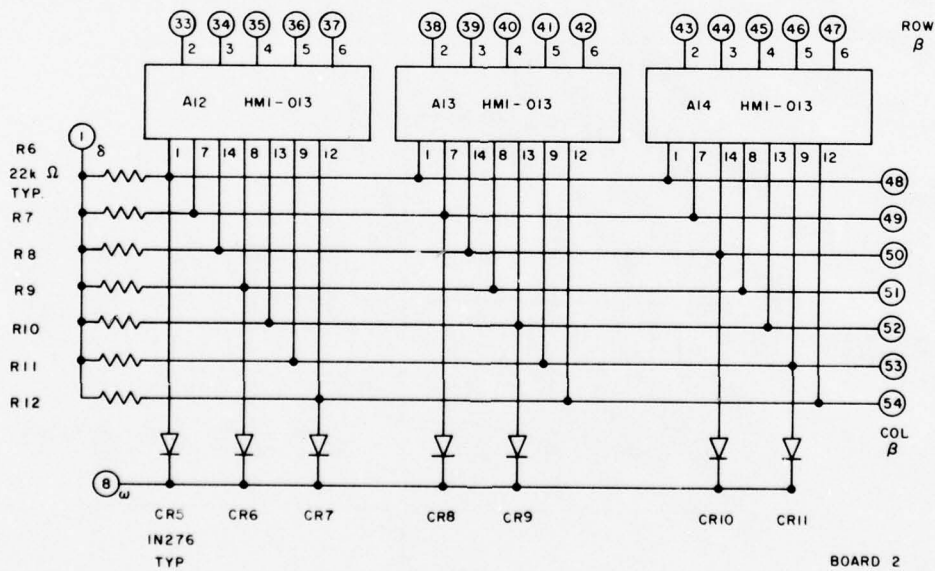 33 34 35 36 37 38 39 40 41 42 43 44 45 46 47 ROW
2 3 4 5 6 2 3 4 5 6 2 3 4 5 6 β
A12 HM1-013 A13 HM1-013 A14 HM1-013
1 δ
R6 1 7 14 8 13 9 12 1 7 14 8 13 9 12 1 7 14 8 13 9 12
22k Ω 48
TYP.
R7 49
R8 50
R9 51
R10 52
R11 53
R12 54
COL
β
8 ω
CR5 CR6 CR7 CR8 CR9 CR10 CR11
IN276
TYP
BOARD 2